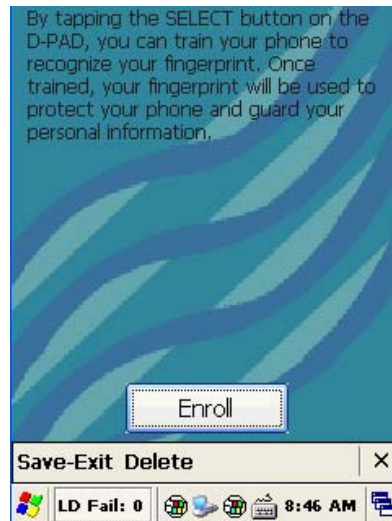 By tapping the SELECT button on the
D-PAD, you can train your phone to
recognize your fingerprint. Once
trained, your fingerprint will be used to
protect your phone and guard your
personal information.
Enroll
Save-Exit Delete
LD Fail: 0 8:46 AM